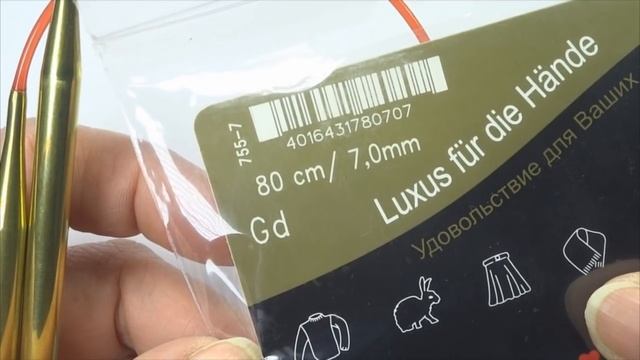 755-7
4016431780707
80 cm/ 7,0mm
Gd
Luxus für die Hände
Удовольствие для Ваших